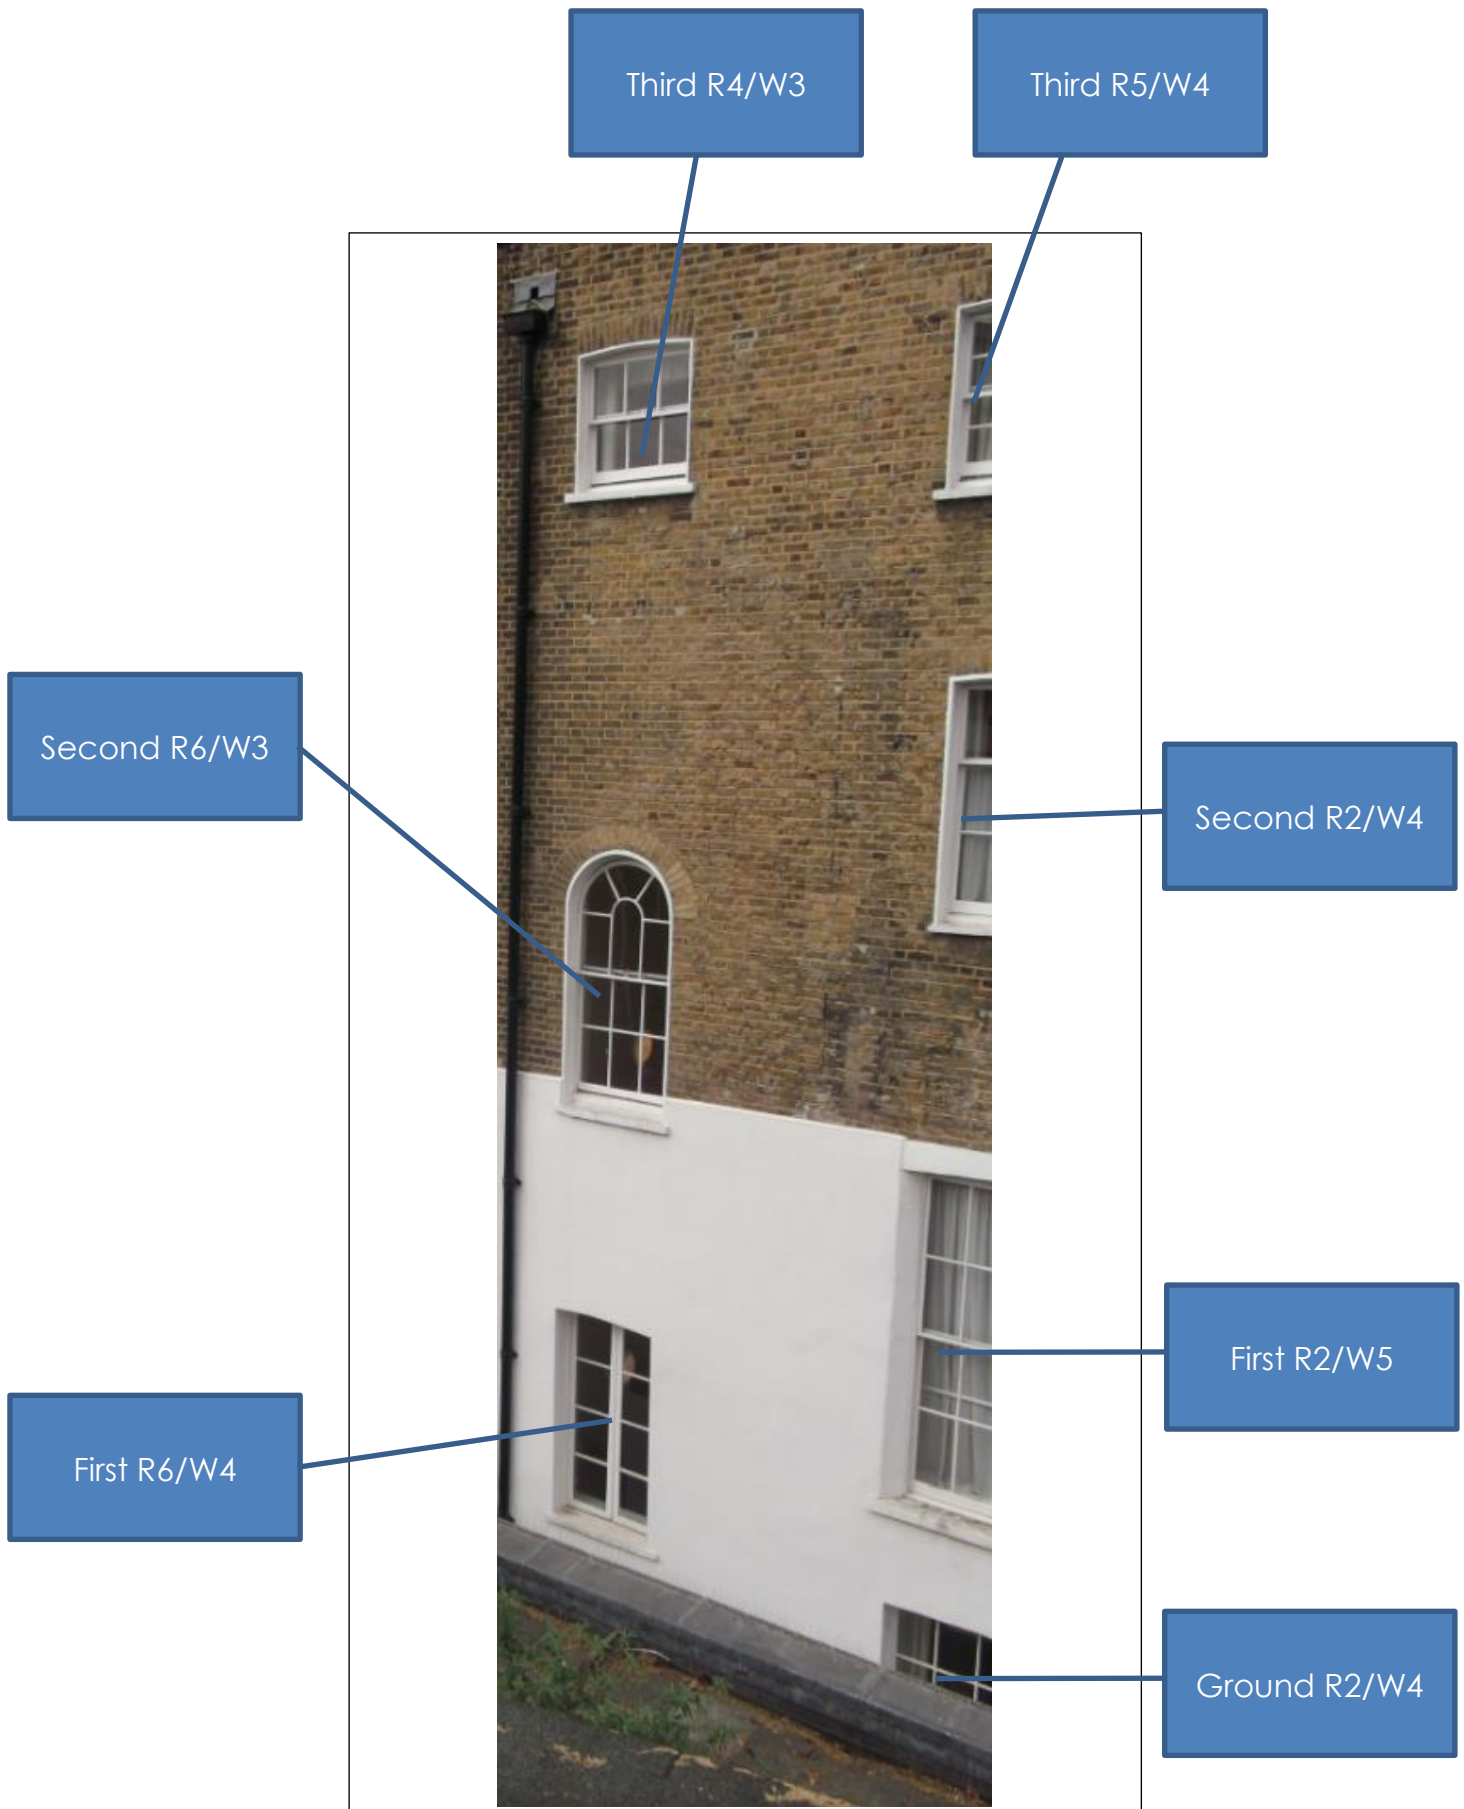 Third R4/W3
Third R5/W4
Second R6/W3
Second R2/W4
First R2/W5
First R6/W4
Ground R2/W4